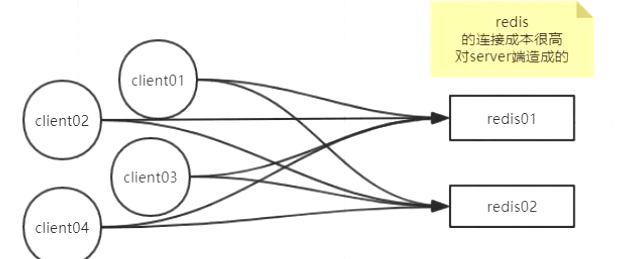 redis
的连接成本很高
对server端造成的
client01
client02
redis01
client03
redis02
client04